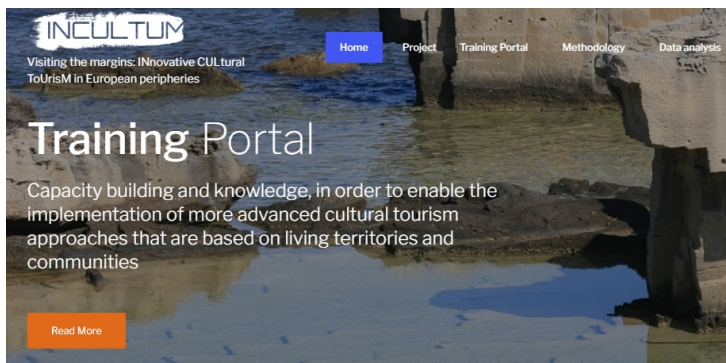 INCULTUM
Visiting the margins: INnovative CULtural
ToUrisM in European peripheries
Home
Project
Training Portal
Methodology
Data analysis
Training Portal
Capacity building and knowledge, in order to enable the
implementation of more advanced cultural tourism
approaches that are based on living territories and
communities
Read More